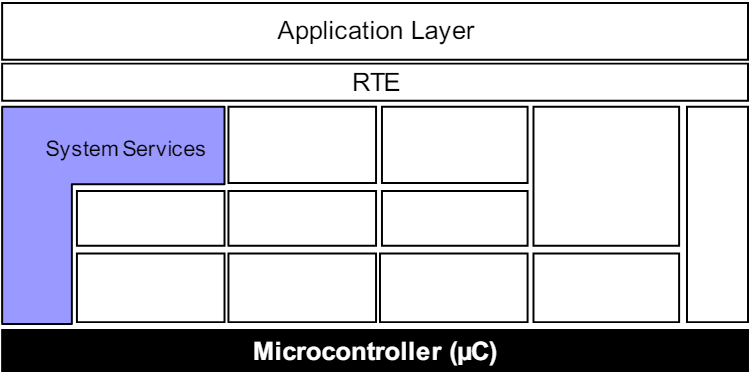 Application Layer
RTE
System Services
Microcontroller (µC)